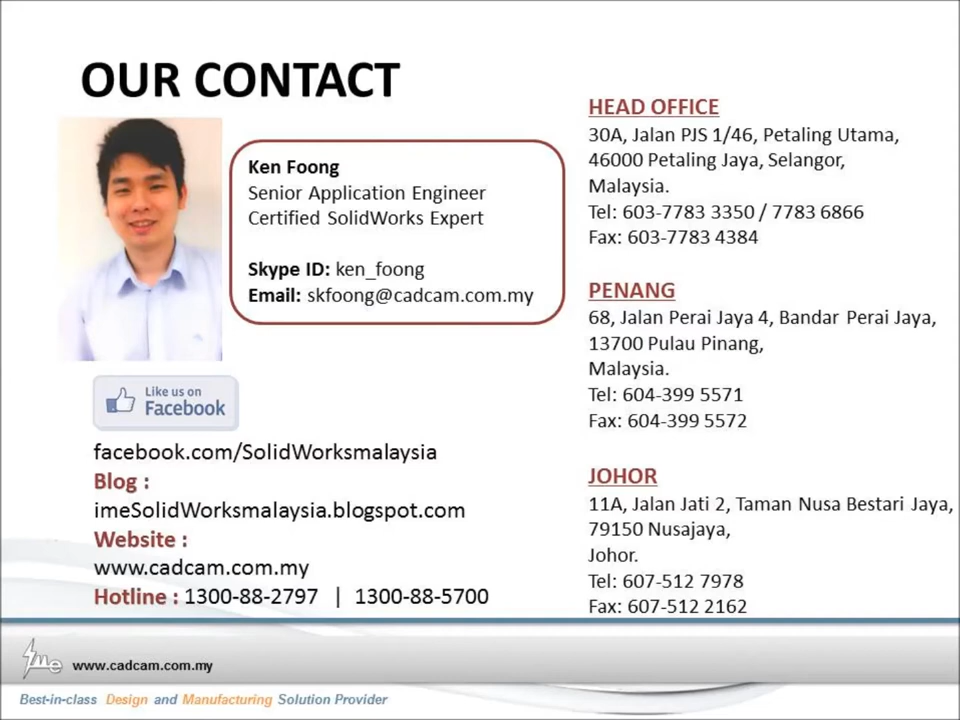 OUR CONTACT
Ken Foong
Senior Application Engineer
Certified SolidWorks Expert
Skype ID: ken_foong
Email: skfoong@cadcam.com.my
Like us on
Facebook
facebook.com/SolidWorksmalaysia
Blog :
imeSolidWorksmalaysia.blogspot.com
Website :
www.cadcam.com.my
Hotline : 1300-88-2797 | 1300-88-5700
HEAD OFFICE
30A, Jalan PJS 1/46, Petaling Utama,
46000 Petaling Jaya, Selangor,
Malaysia.
Tel: 603-7783 3350 / 7783 6866
Fax: 603-7783 4384
PENANG
68, Jalan Perai Jaya 4, Bandar Perai Jaya,
13700 Pulau Pinang,
Malaysia.
Tel: 604-399 5571
Fax: 604-399 5572
JOHOR
11A, Jalan Jati 2, Taman Nusa Bestari Jaya,
79150 Nusajaya,
Johor.
Tel: 607-512 7978
Fax: 607-512 2162
ime www.cadcam.com.my
Best-in-class Design and Manufacturing Solution Provider